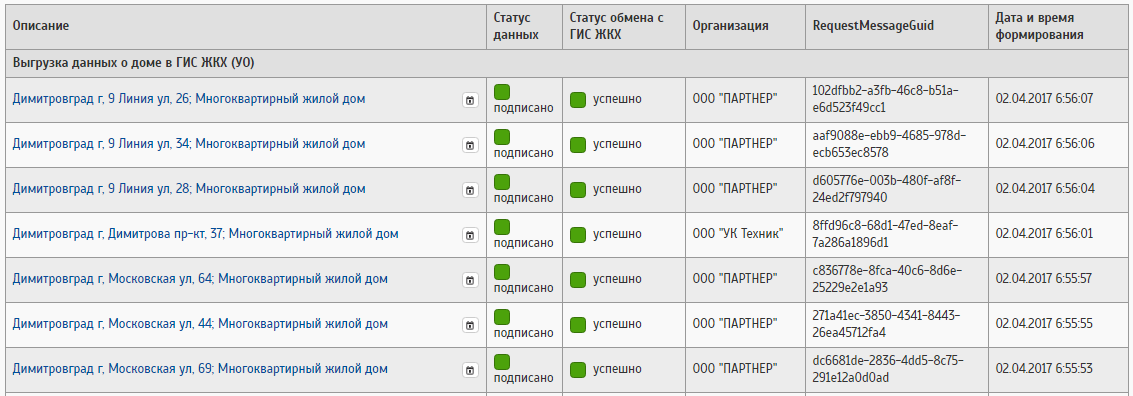 Описание
Статус данных
Статус обмена с ГИС ЖКХ
Организация
RequestMessageGuid
Дата и время формирования
Выгрузка данных о доме в ГИС ЖКХ (УО)
Димитровград г, 9 Линия ул, 26; Многоквартирный жилой дом
подписано
успешно
ООО "ПАРТНЕР"
102dfbb2-a3fb-46c8-b51a-
e6d523f49cc1
02.04.2017 6:56:07
Димитровград г, 9 Линия ул, 34; Многоквартирный жилой дом
подписано
успешно
ООО "ПАРТНЕР"
aaf9088e-ebb9-4685-978d-
ecb653ec8578
02.04.2017 6:56:06
Димитровград г, 9 Линия ул, 28; Многоквартирный жилой дом
подписано
успешно
ООО "ПАРТНЕР"
d605776e-003b-480f-af8f-
24ed2f797940
02.04.2017 6:56:04
Димитровград г, Димитрова пр-кт, 37; Многоквартирный жилой дом
подписано
успешно
ООО "УК Техник"
8ffd96c8-68d1-47ed-8eaf-
7a286a1896d1
02.04.2017 6:56:01
Димитровград г, Московская ул, 64; Многоквартирный жилой дом
подписано
успешно
ООО "ПАРТНЕР"
c836778e-8fca-40c6-8d6e-
25229e2e1a93
02.04.2017 6:55:57
Димитровград г, Московская ул, 44; Многоквартирный жилой дом
подписано
успешно
ООО "ПАРТНЕР"
271a41ec-3850-4341-8443-
26ea45712fa4
02.04.2017 6:55:55
Димитровград г, Московская ул, 69; Многоквартирный жилой дом
подписано
успешно
ООО "ПАРТНЕР"
dc6681de-2836-4dd5-8c75-
291e12a0d0ad
02.04.2017 6:55:53